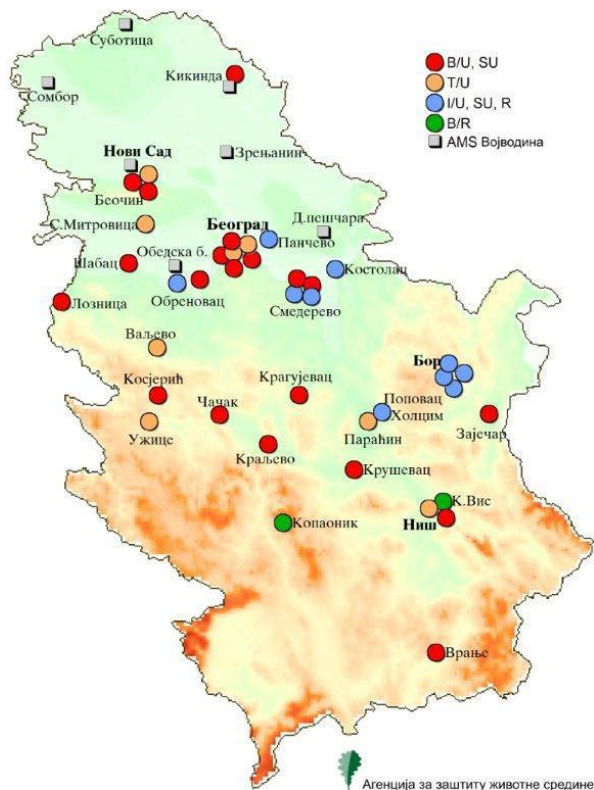 Суботица
Сомбор
Кикинда
B/U, SU
T/U
I/U, SU, R
B/R
AMS Војводина
Нови Сад
Зрењанин
Беочин
С.Митровица
Београд
Д.пешчара
Панчево
Обедска б.
Шабац
Костолац
Обреновац
Лозница
Смедерево
Ваљево
Бор
Косјерић
Крагујевац
Поповац
Холцим
Чачак
Ужице
Параћин
Зајечар
Краљево
Крушевац
К.Вис
Ниш
Копаоник
Врање
Агенција за заштиту животне средине